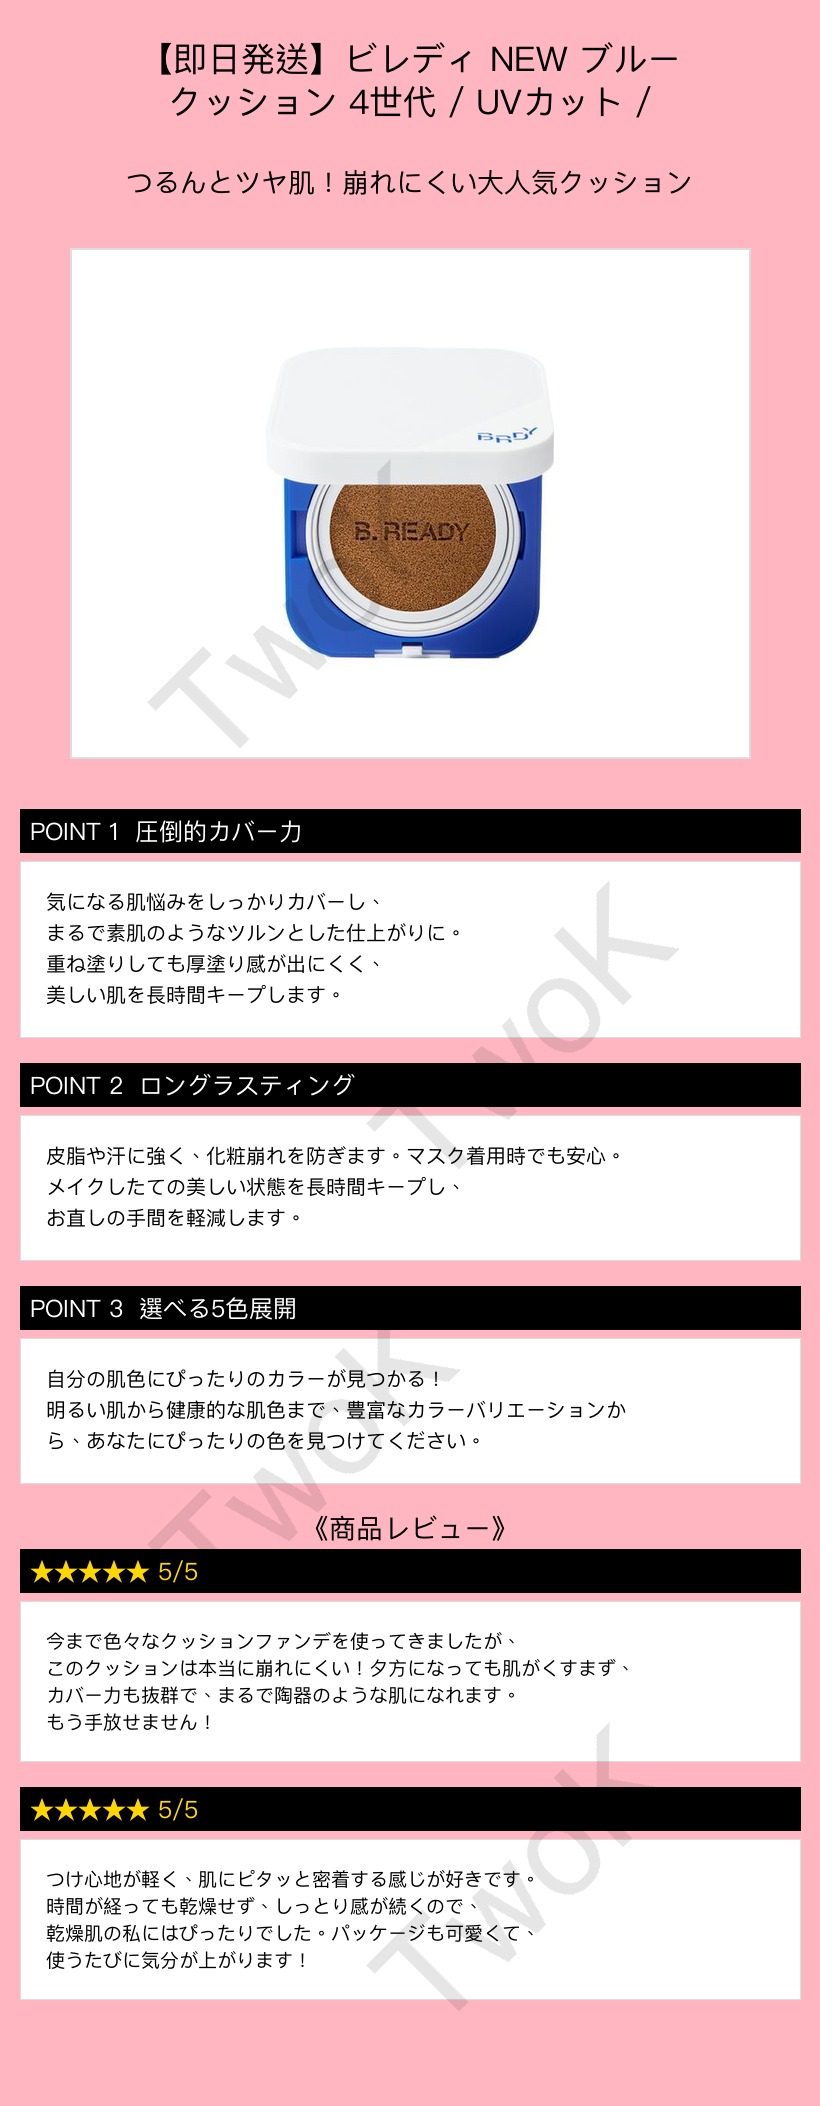 【即日発送】ビレディ NEW ブルー
クッション 4世代 / UVカット /
つるんとツヤ肌！崩れにくい大人気クッション
BRDY
B. READY
TwoK
POINT 1 圧倒的カバー力
気になる肌悩みをしっかりカバーし、
まるで素肌のようなツルンとした仕上がりに。
重ね塗りしても厚塗り感が出にくく、
美しい肌を長時間キープします。
TwoK
POINT 2 ロングラスティング
皮脂や汗に強く、化粧崩れを防ぎます。マスク着用時でも安心。
メイクしたての美しい状態を長時間キープし、
お直しの手間を軽減します。
POINT 3 選べる5色展開
自分の肌色にぴったりのカラーが見つかる！
明るい肌から健康的な肌色まで、豊富なカラーバリエーションか
ら、あなたにぴったりの色を見つけてください。
TwoK
《商品レビュー》
★★★★★ 5/5
今まで色々なクッションファンデを使ってきましたが、
このクッションは本当に崩れにくい！夕方になっても肌がくすまず、
カバー力も抜群で、まるで陶器のような肌になれます。
もう手放せません！
★★★★★ 5/5
つけ心地が軽く、肌にピタッと密着する感じが好きです。
時間が経っても乾燥せず、しっとり感が続くので、
乾燥肌の私にはぴったりでした。パッケージも可愛くて、
使うたびに気分が上がります！
TwoK